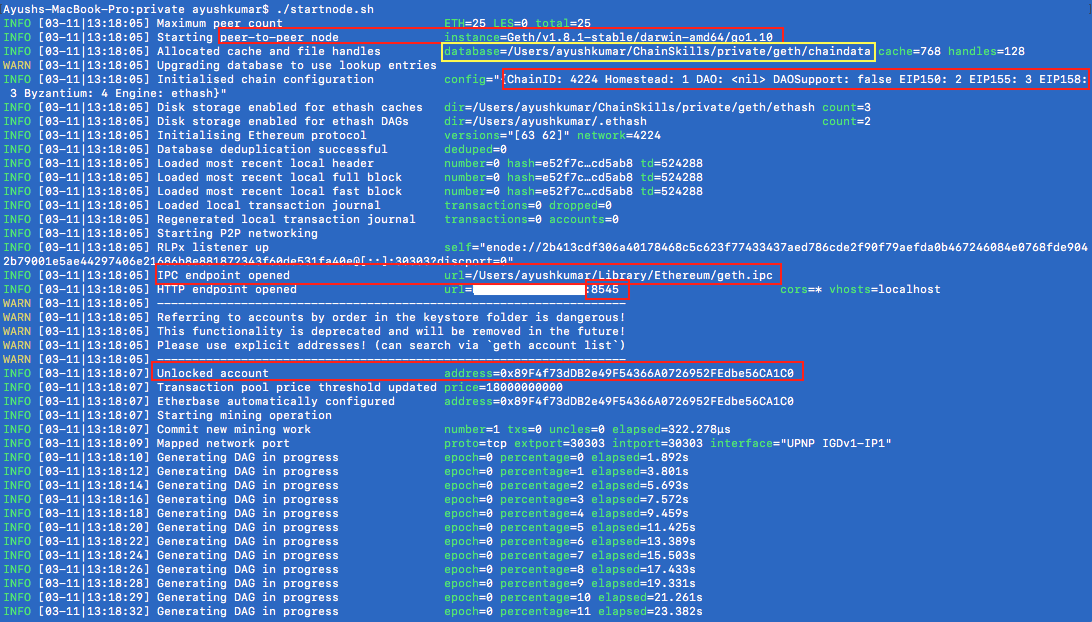 Ayushs-MacBook-Pro:private ayushkumar$ ./startnode.sh
INFO [03-11|13:18:05] Maximum peer count ETH=25 LES=0 total=25
INFO [03-11|13:18:05] Starting peer-to-peer node instance=Geth/v1.8.1-stable/darwin-amd64/go1.10
INFO [03-11|13:18:05] Allocated cache and file handles database=/Users/ayushkumar/ChainSkills/private/geth/chaindata cache=768 handles=128
WARN [03-11|13:18:05] Upgrading database to use lookup entries
INFO [03-11|13:18:05] Initialised chain configuration config="{ChainID: 4224 Homestead: 1 DAO: <nil> DAOSupport: false EIP150: 2 EIP155: 3 EIP158:
3 Byzantium: 4 Engine: ethash}"
INFO [03-11|13:18:05] Disk storage enabled for ethash caches dir=/Users/ayushkumar/ChainSkills/private/geth/ethash count=3
INFO [03-11|13:18:05] Disk storage enabled for ethash DAGs dir=/Users/ayushkumar/.ethash count=2
INFO [03-11|13:18:05] Initialising Ethereum protocol versions="[63 62]" network=4224
INFO [03-11|13:18:05] Database deduplication successful deduped=0
INFO [03-11|13:18:05] Loaded most recent local header number=0 hash=e52f7c…cd5ab8 td=524288
INFO [03-11|13:18:05] Loaded most recent local full block number=0 hash=e52f7c…cd5ab8 td=524288
INFO [03-11|13:18:05] Loaded most recent local fast block number=0 hash=e52f7c…cd5ab8 td=524288
INFO [03-11|13:18:05] Loaded local transaction journal transactions=0 dropped=0
INFO [03-11|13:18:05] Regenerated local transaction journal transactions=0 accounts=0
INFO [03-11|13:18:05] Starting P2P networking
INFO [03-11|13:18:05] RLPx listener up self="enode://2b413cdf306a40178468c5c623f77433437aed786cde2f90f79aefda0b467246084e0768fde904
2b79001e5ae44297406e21686b8e881872343f60de531fa40e@[::]:30303?discport=0"
INFO [03-11|13:18:05] IPC endpoint opened url=/Users/ayushkumar/Library/Ethereum/geth.ipc
INFO [03-11|13:18:05] HTTP endpoint opened url= :8545 cors=* vhosts=localhost
WARN [03-11|13:18:05] -------------------------------------------------------------------
WARN [03-11|13:18:05] Referring to accounts by order in the keystore folder is dangerous!
WARN [03-11|13:18:05] This functionality is deprecated and will be removed in the future!
WARN [03-11|13:18:05] Please use explicit addresses! (can search via `geth account list`)
WARN [03-11|13:18:05] -------------------------------------------------------------------
INFO [03-11|13:18:07] Unlocked account address=0x89F4f73dDB2e49F54366A0726952FEdbe56CA1C0
INFO [03-11|13:18:07] Transaction pool price threshold updated price=18000000000
INFO [03-11|13:18:07] Etherbase automatically configured address=0x89F4f73dDB2e49F54366A0726952FEdbe56CA1C0
INFO [03-11|13:18:07] Starting mining operation
INFO [03-11|13:18:07] Commit new mining work number=1 txs=0 uncles=0 elapsed=322.278µs
INFO [03-11|13:18:09] Mapped network port proto=tcp extport=30303 intport=30303 interface="UPNP IGDv1-IP1"
INFO [03-11|13:18:10] Generating DAG in progress epoch=0 percentage=0 elapsed=1.892s
INFO [03-11|13:18:12] Generating DAG in progress epoch=0 percentage=1 elapsed=3.801s
INFO [03-11|13:18:14] Generating DAG in progress epoch=0 percentage=2 elapsed=5.693s
INFO [03-11|13:18:16] Generating DAG in progress epoch=0 percentage=3 elapsed=7.572s
INFO [03-11|13:18:18] Generating DAG in progress epoch=0 percentage=4 elapsed=9.459s
INFO [03-11|13:18:20] Generating DAG in progress epoch=0 percentage=5 elapsed=11.425s
INFO [03-11|13:18:22] Generating DAG in progress epoch=0 percentage=6 elapsed=13.389s
INFO [03-11|13:18:24] Generating DAG in progress epoch=0 percentage=7 elapsed=15.503s
INFO [03-11|13:18:26] Generating DAG in progress epoch=0 percentage=8 elapsed=17.433s
INFO [03-11|13:18:28] Generating DAG in progress epoch=0 percentage=9 elapsed=19.331s
INFO [03-11|13:18:29] Generating DAG in progress epoch=0 percentage=10 elapsed=21.261s
INFO [03-11|13:18:32] Generating DAG in progress epoch=0 percentage=11 elapsed=23.382s